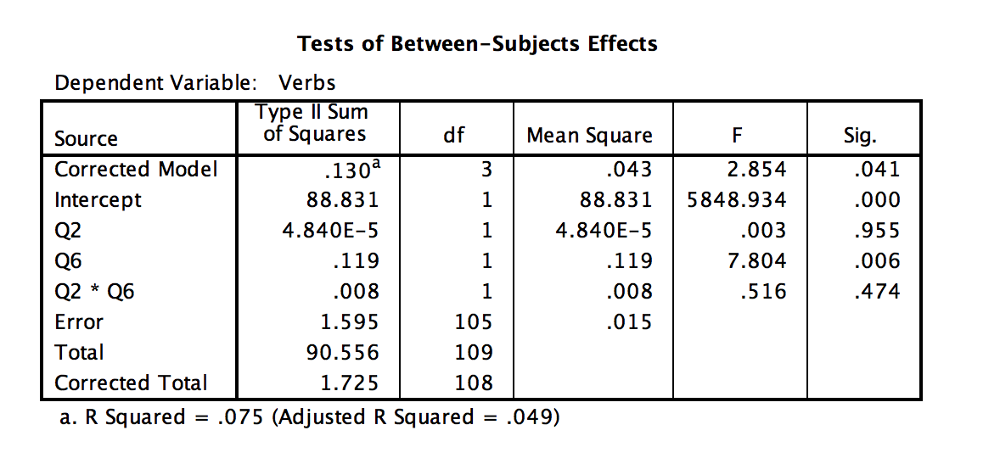 Tests of Between-Subjects Effects
Dependent Variable: Verbs
Source Type II Sum of Squares df Mean Square F Sig.
Corrected Model .130a 3 .043 2.854 .041
Intercept 88.831 1 88.831 5848.934 .000
Q2 4.840E-5 1 4.840E-5 .003 .955
Q6 .119 1 .119 7.804 .006
Q2 * Q6 .008 1 .008 .516 .474
Error 1.595 105 .015
Total 90.556 109
Corrected Total 1.725 108
a. R Squared = .075 (Adjusted R Squared = .049)